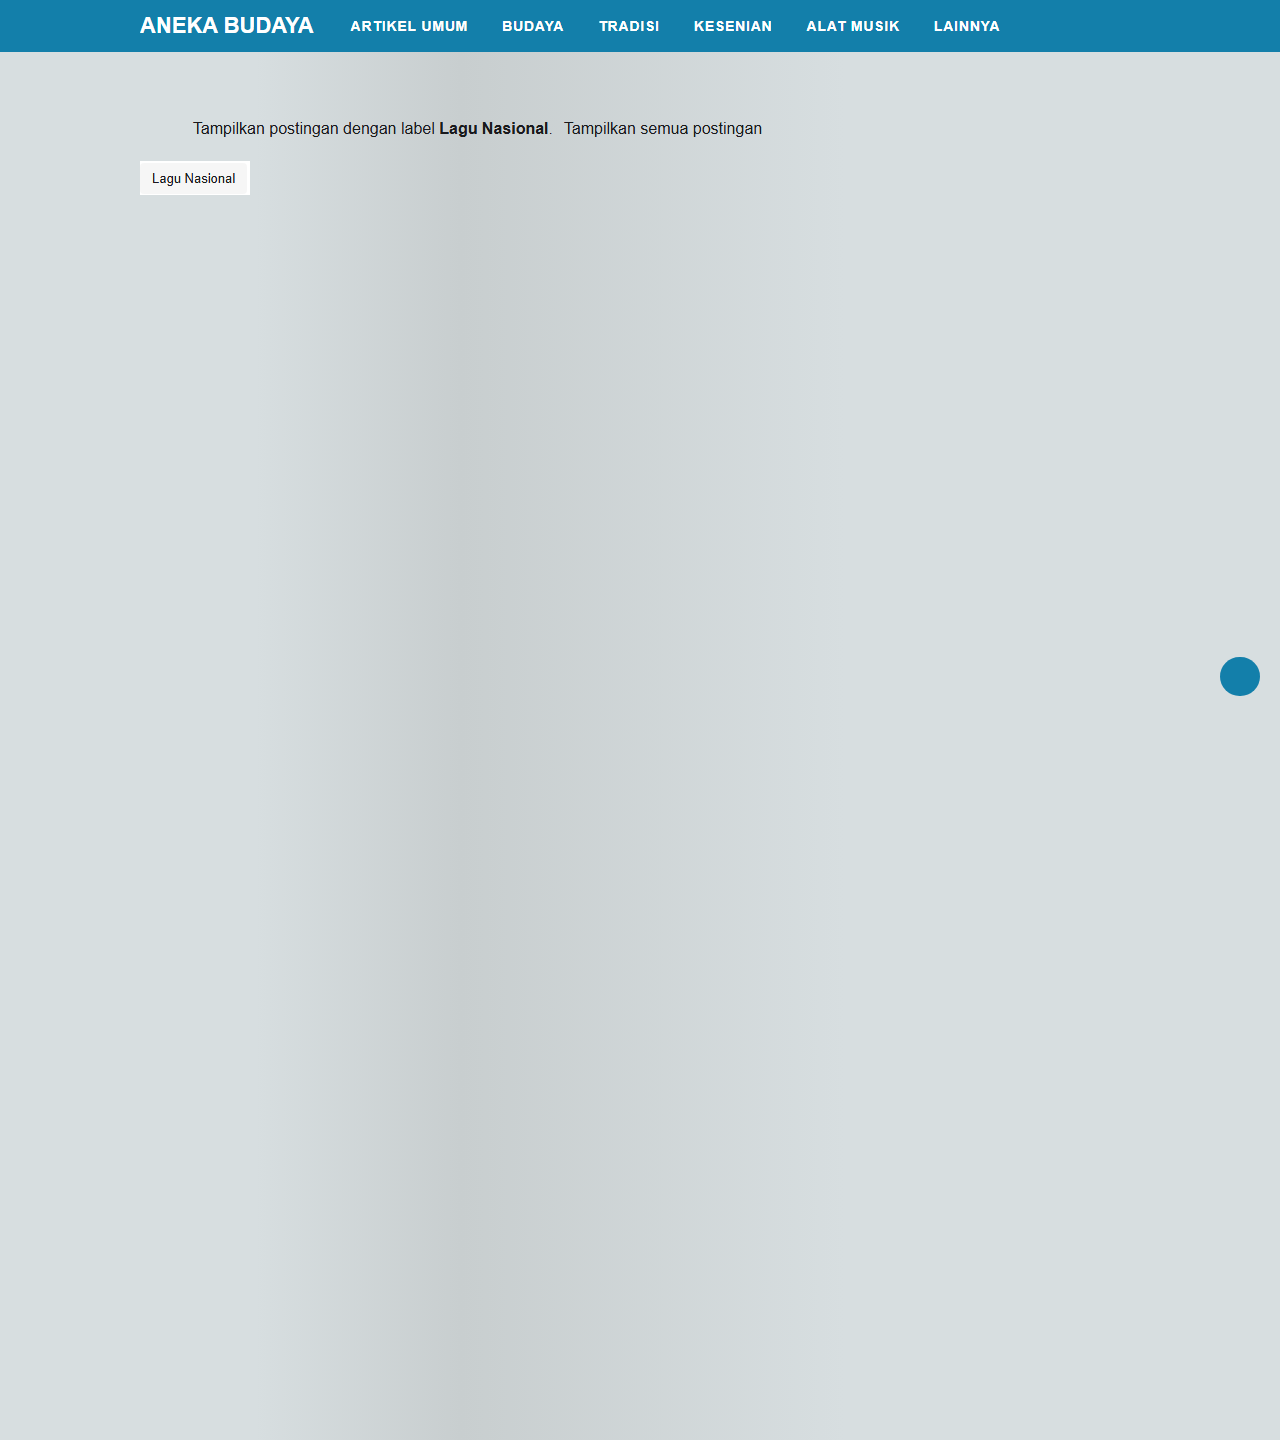 ANEKA BUDAYA ARTIKEL UMUM BUDAYA TRADISI KESENIAN ALAT MUSIK LAINNYA
Tampilkan postingan dengan label Lagu Nasional. Tampilkan semua postingan
Lagu Nasional